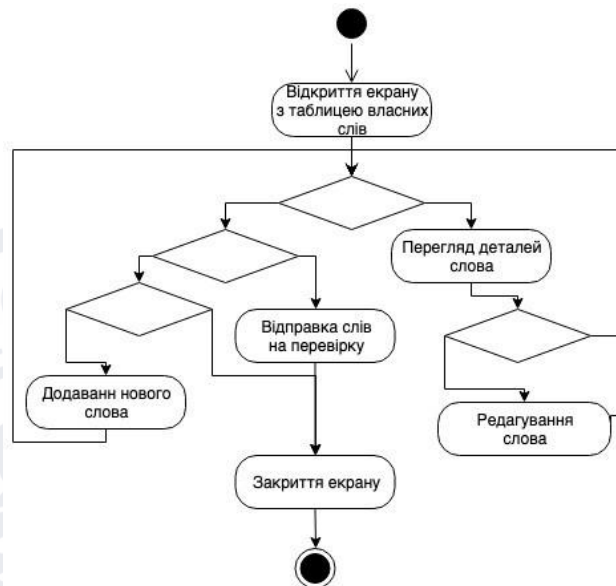 Відкриття екрану
з таблицею власних
слів
Перегляд деталей
слова
Відправка слів
на перевірку
Додаванн нового
слова
Редагування
слова
Закриття екрану